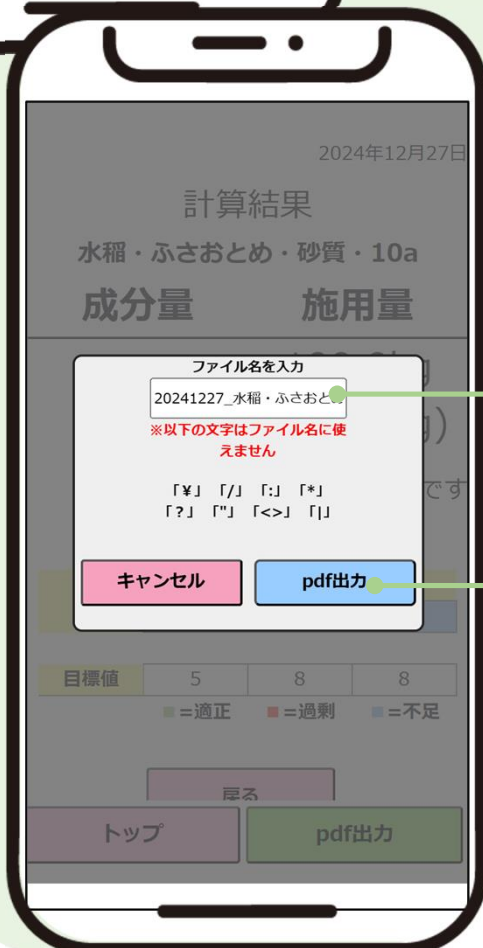 2024年12月27日
計算結果
水稲・ふさおとめ・砂質・10a
成分量 施用量
ファイル名を入力
20241227_水稲・ふさおと
※以下の文字はファイル名に使
えません
「¥」「/」「:」「*」
「?」「"」「<>」「|」
です
キャンセル pdf出力
目標値 5 8 8
■=適正 ■=過剰 ■=不足
戻る
トップ pdf出力